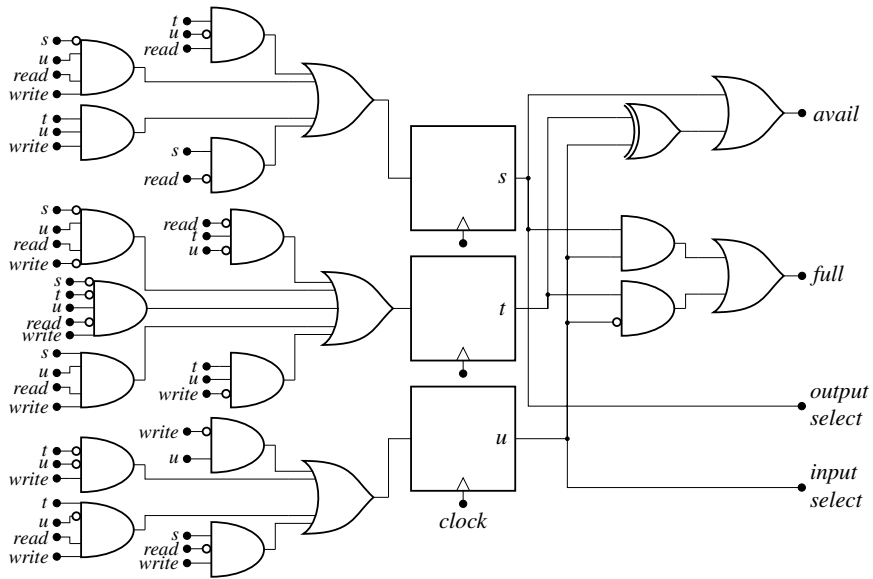 t
u
read
s
u
read
write
t
u
write
s
read
s
avail
s
u
read
write
read
t
u
s
t
u
read
write
s
u
read
write
t
u
write
t
full
output
select
write
u
u
t
u
write
t
u
read
write
s
read
write
clock
input
select